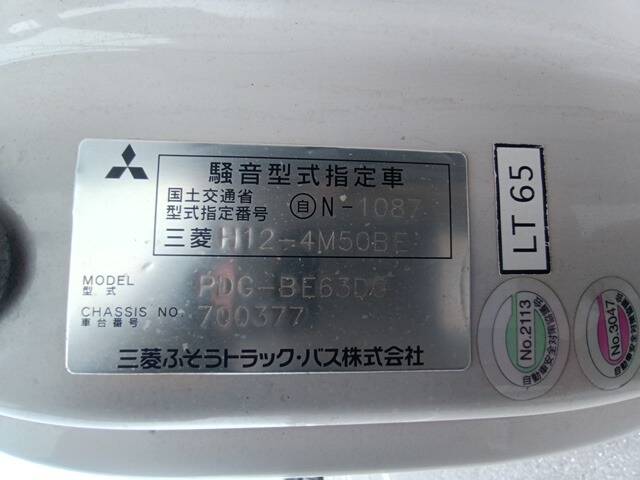 騒音型式指定車
国土交通省
型式指定番号 自N-1087
三菱 H12-4M50BE
MODEL
型式
PDG-BE63DG
CHASSIS NO
車台番号
700377
三菱ふそうトラック・バス株式会社
LT 65
No.2113
No.3047